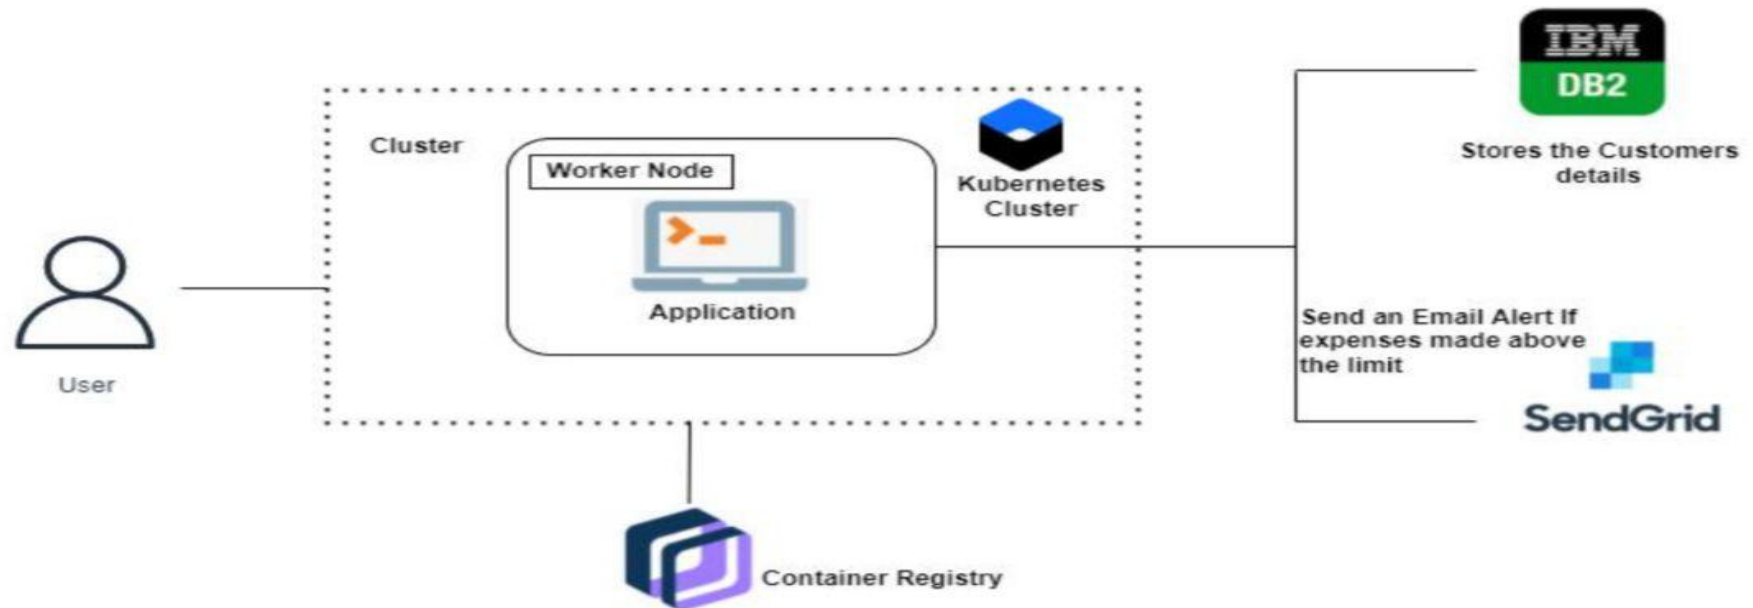 IBM
DB2
Stores the Customers
details
Cluster
Worker Node
Kubernetes
Cluster
Application
User
Send an Email Alert If
expenses made above
the limit
SendGrid
Container Registry